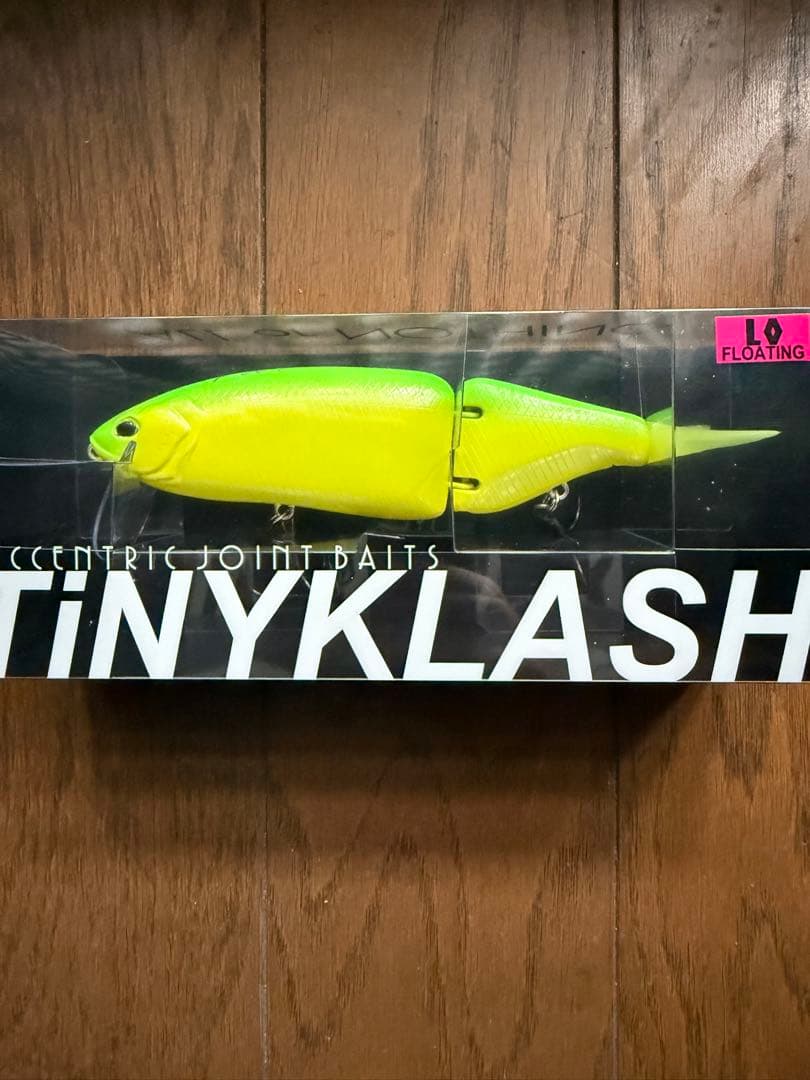 LO
FLOATING
CCENTRIC JOINT BAITS
TiNYKLASH